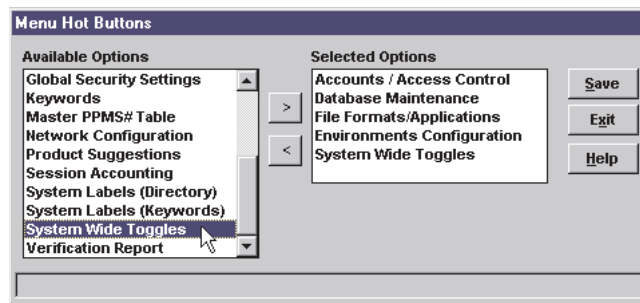 Menu Hot Buttons
Available Options
Global Security Settings
Keywords
Master PPMS# Table
Network Configuration
Product Suggestions
Session Accounting
System Labels (Directory)
System Labels (Keywords)
System Wide Toggles
Verification Report
>
<
Selected Options
Accounts / Access Control
Database Maintenance
File Formats/Applications
Environments Configuration
System Wide Toggles
Save
Exit
Help